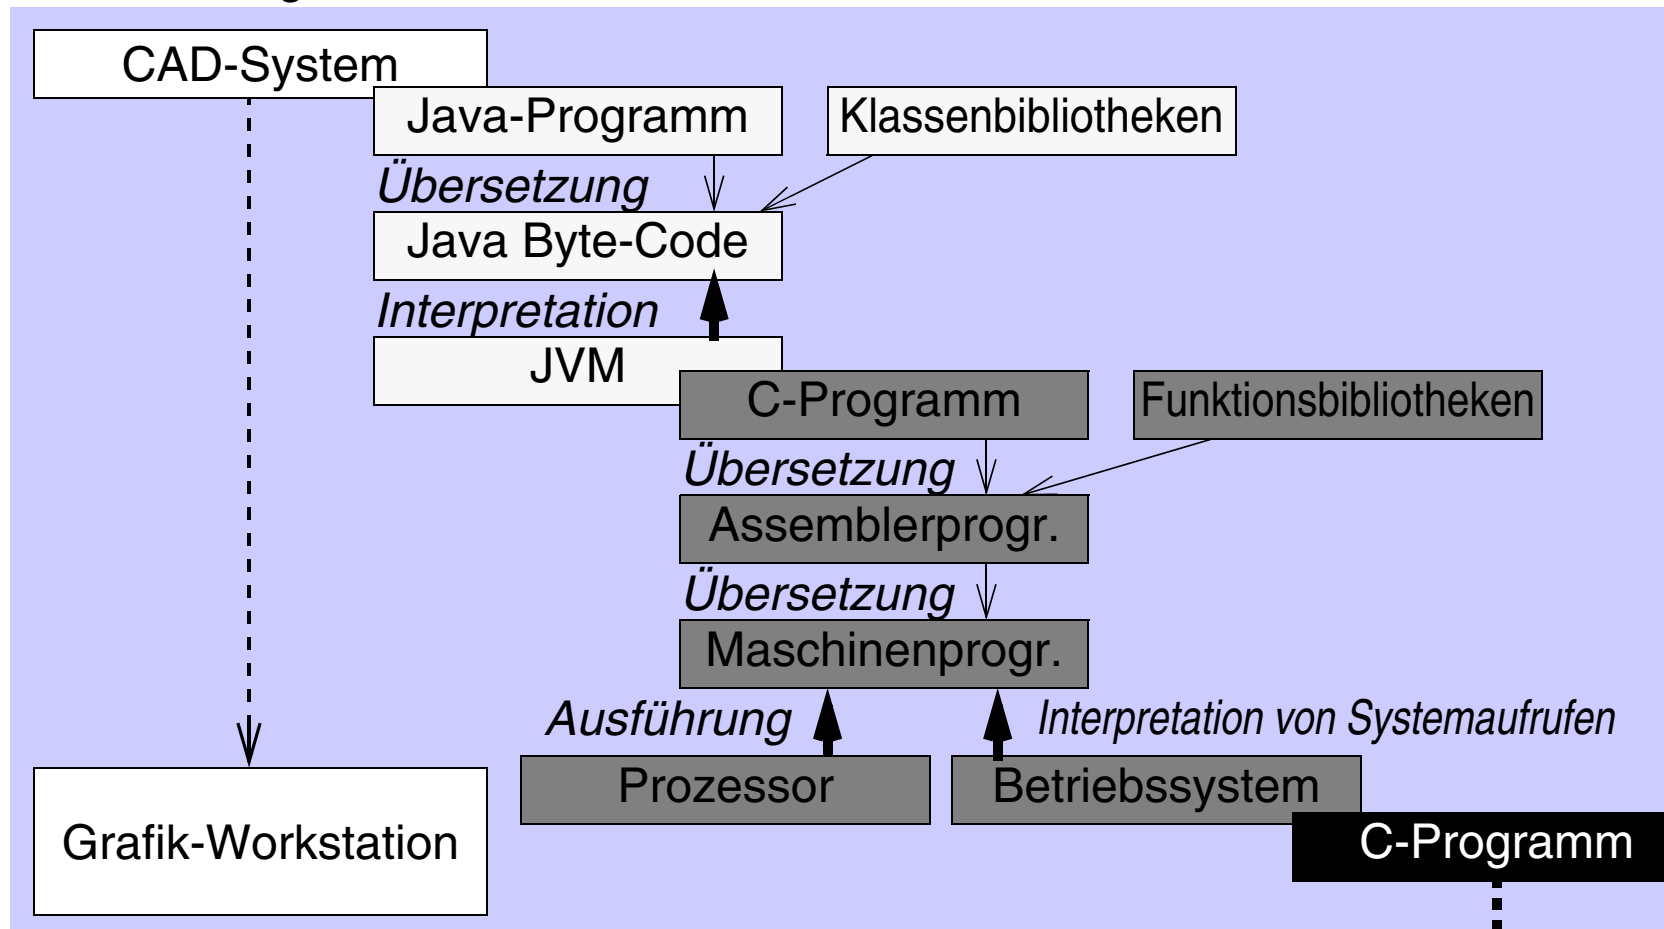 CAD-System
Java-Programm
Klassenbibliotheken
Übersetzung
Java Byte-Code
Interpretation
JVM
C-Programm
Funktionsbibliotheken
Übersetzung
Assemblerprogr.
Übersetzung
Maschinenprogr.
Ausführung
Interpretation von Systemaufrufen
Prozessor
Betriebssystem
Grafik-Workstation
C-Programm